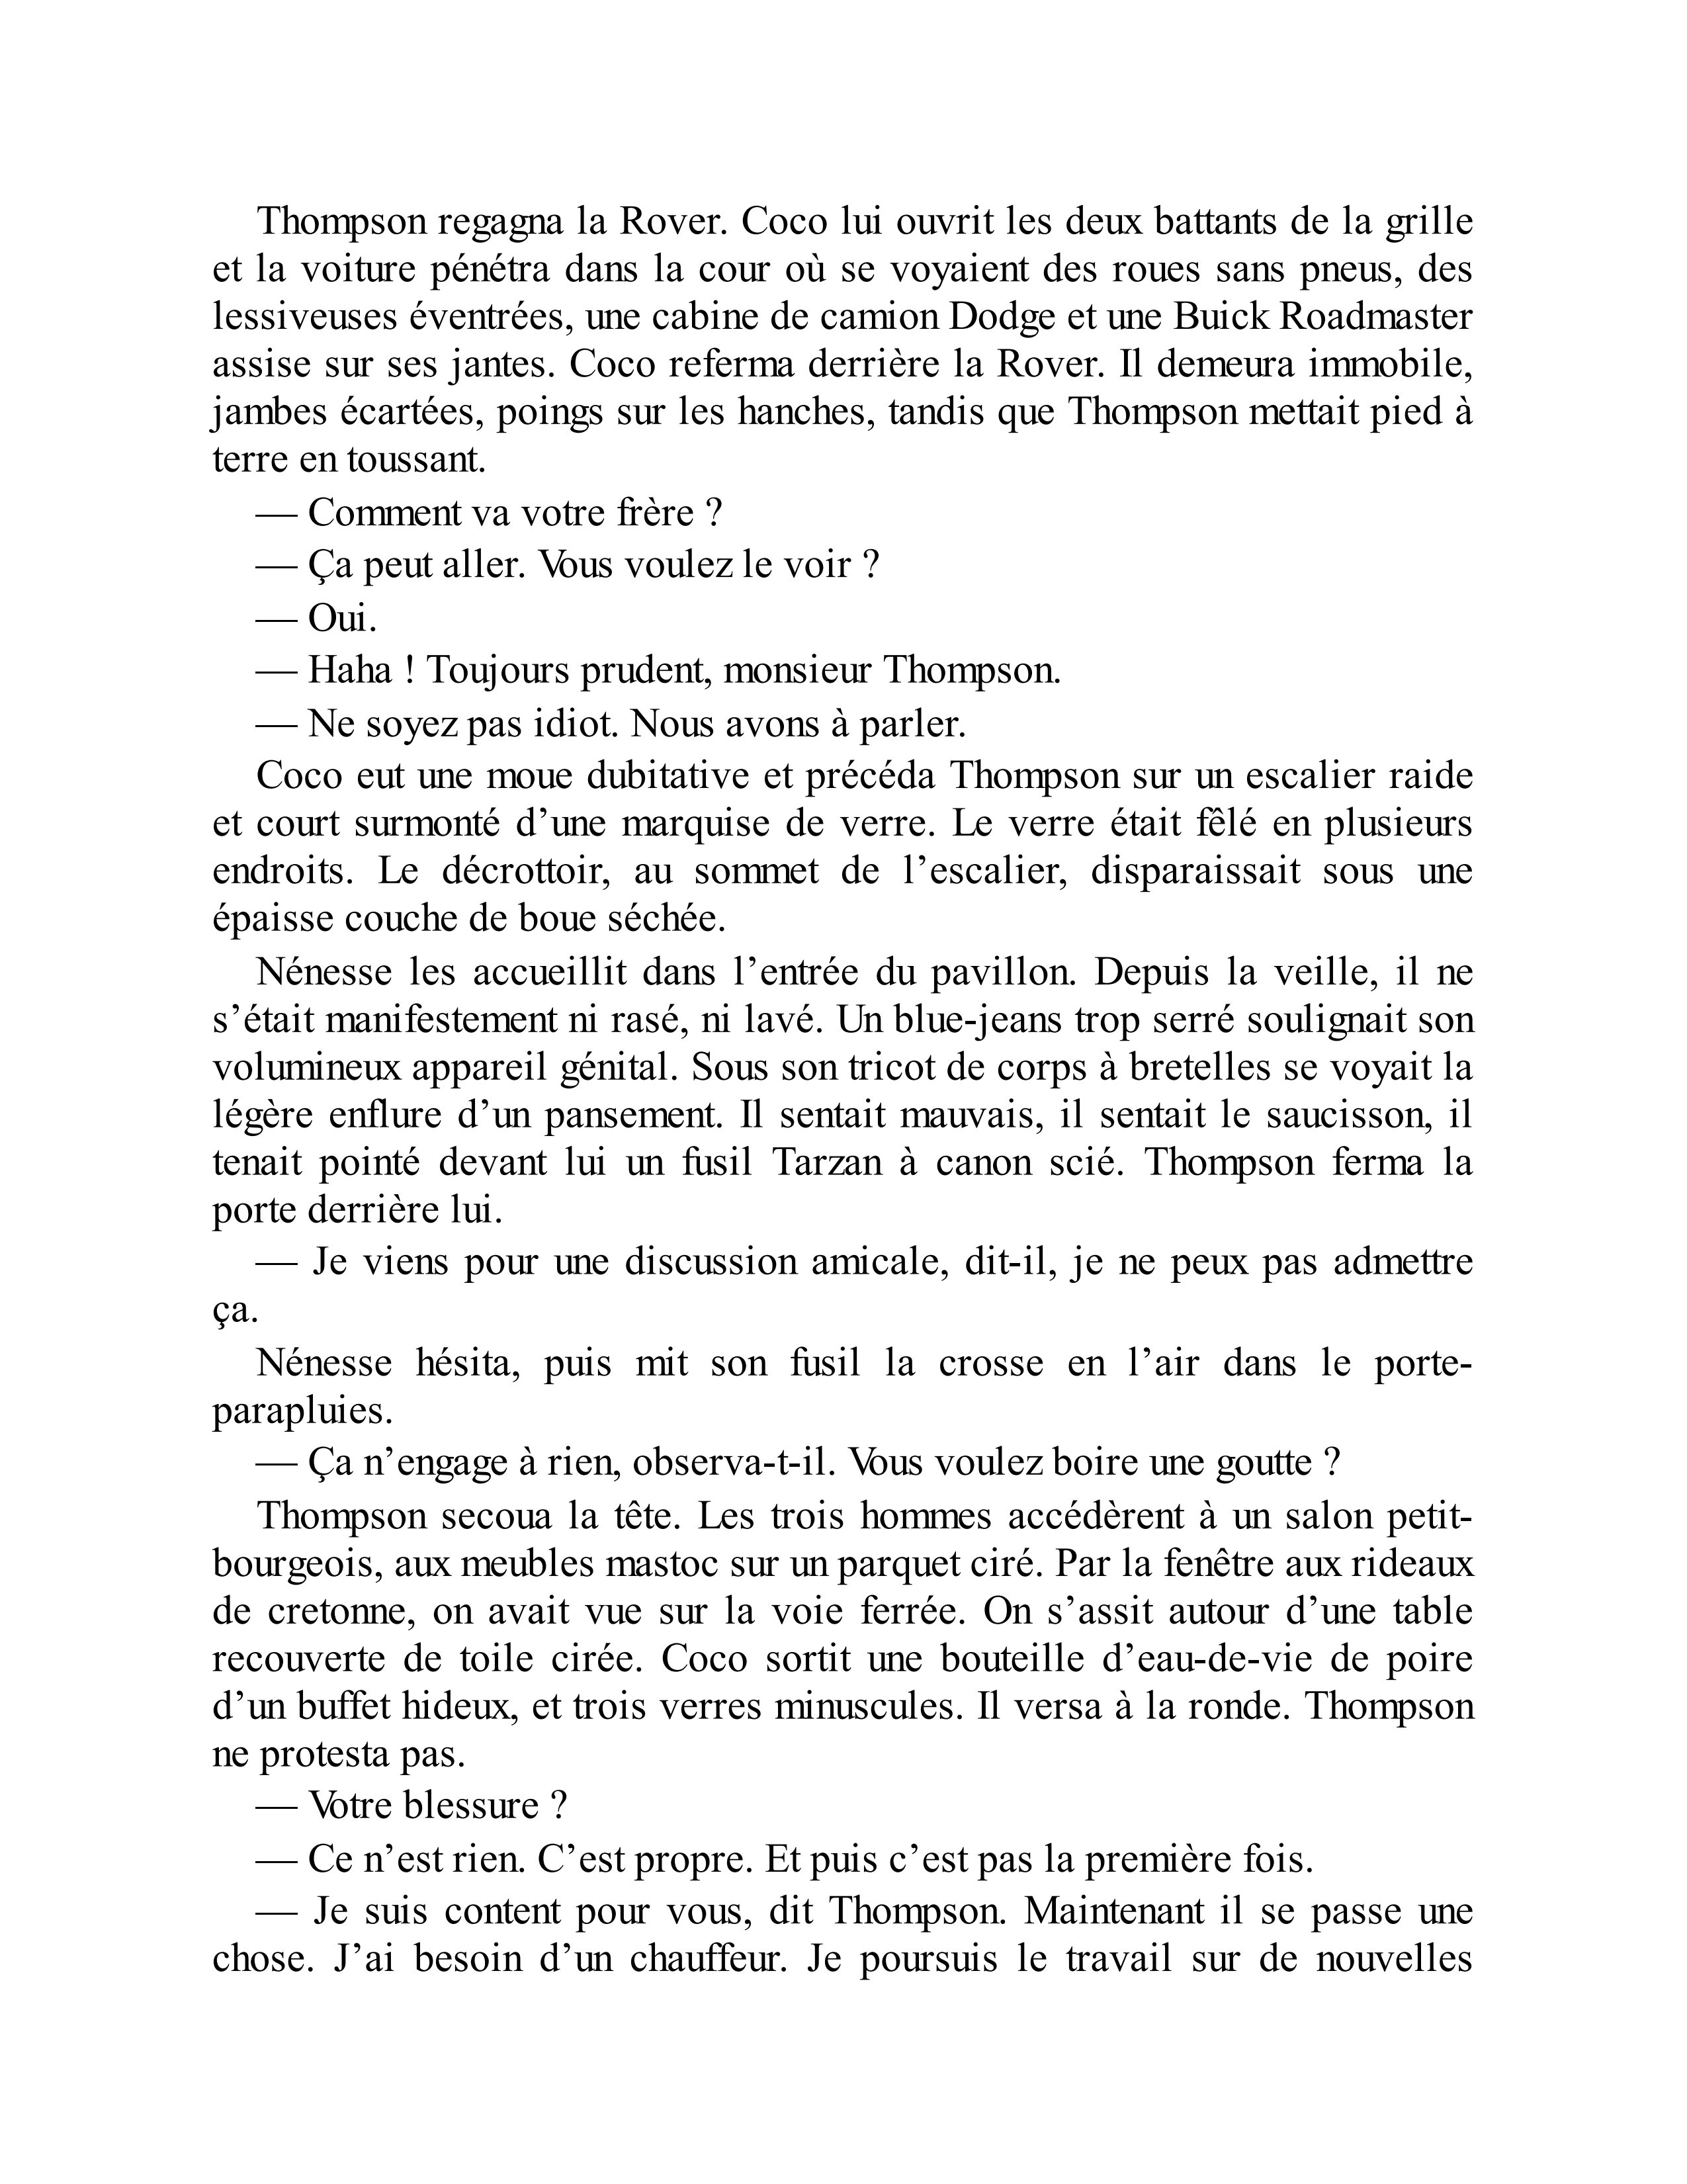 Thompson regagna la Rover. Coco lui ouvrit les deux battants de la grille
et la voiture pénétra dans la cour où se voyaient des roues sans pneus, des
lessiveuses éventrées, une cabine de camion Dodge et une Buick Roadmaster
assise sur ses jantes. Coco referma derrière la Rover. Il demeura immobile,
jambes écartées, poings sur les hanches, tandis que Thompson mettait pied à
terre en toussant.
— Comment va votre frère ?
— Ça peut aller. Vous voulez le voir ?
— Oui.
— Haha ! Toujours prudent, monsieur Thompson.
— Ne soyez pas idiot. Nous avons à parler.
Coco eut une moue dubitative et précéda Thompson sur un escalier raide
et court surmonté d’une marquise de verre. Le verre était fêlé en plusieurs
endroits. Le décrottoir, au sommet de l’escalier, disparaissait sous une
épaisse couche de boue séchée.
Nénesse les accueillit dans l’entrée du pavillon. Depuis la veille, il ne
s’était manifestement ni rasé, ni lavé. Un blue-jeans trop serré soulignait son
volumineux appareil génital. Sous son tricot de corps à bretelles se voyait la
légère enflure d’un pansement. Il sentait mauvais, il sentait le saucisson, il
tenait pointé devant lui un fusil Tarzan à canon scié. Thompson ferma la
porte derrière lui.
— Je viens pour une discussion amicale, dit-il, je ne peux pas admettre
ça.
Nénesse hésita, puis mit son fusil la crosse en l’air dans le porte-
parapluies.
— Ça n’engage à rien, observa-t-il. Vous voulez boire une goutte ?
Thompson secoua la tête. Les trois hommes accédèrent à un salon petit-
bourgeois, aux meubles mastoc sur un parquet ciré. Par la fenêtre aux rideaux
de cretonne, on avait vue sur la voie ferrée. On s’assit autour d’une table
recouverte de toile cirée. Coco sortit une bouteille d’eau-de-vie de poire
d’un buffet hideux, et trois verres minuscules. Il versa à la ronde. Thompson
ne protesta pas.
— Votre blessure ?
— Ce n’est rien. C’est propre. Et puis c’est pas la première fois.
— Je suis content pour vous, dit Thompson. Maintenant il se passe une
chose. J’ai besoin d’un chauffeur. Je poursuis le travail sur de nouvelles